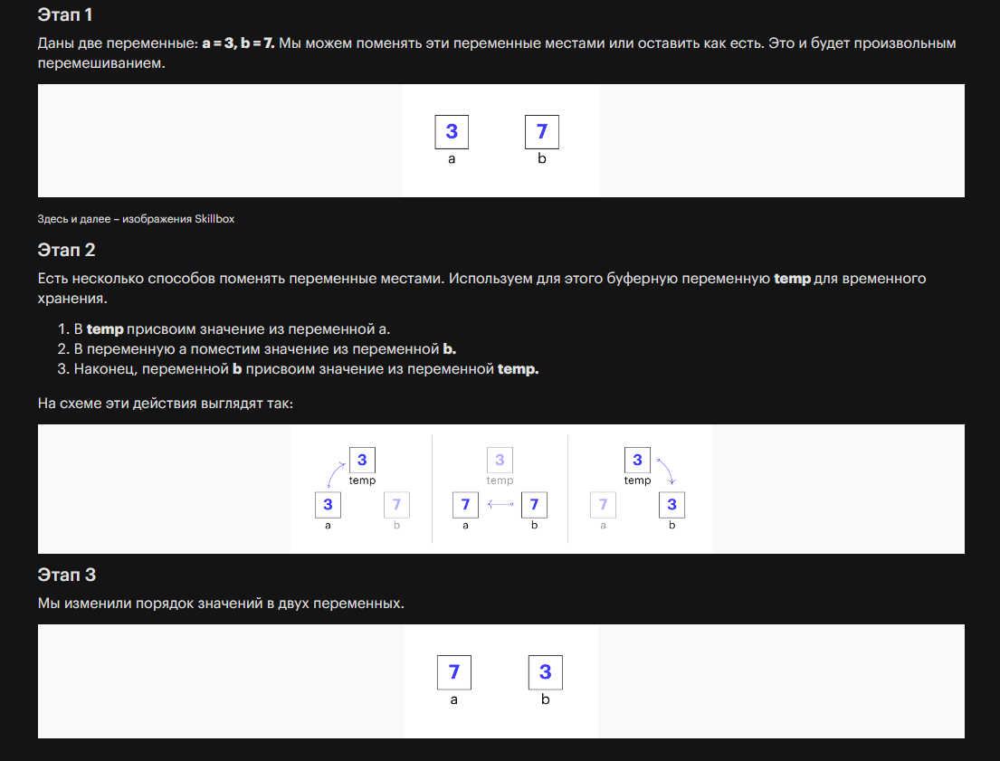 Этап 1
Даны две переменные: a = 3, b = 7. Мы можем поменять эти переменные местами или оставить как есть. Это и будет произвольным
перемешиванием.
3 7
a b
Здесь и далее – изображения Skillbox
Этап 2
Есть несколько способов поменять переменные местами. Используем для этого буферную переменную temp для временного
хранения.
1. В temp присвоим значение из переменной a.
2. В переменную a поместим значение из переменной b.
3. Наконец, переменной b присвоим значение из переменной temp.
На схеме эти действия выглядят так:
3 3 3
temp temp temp
3 7 7 7 7 3
a b a b a b
Этап 3
Мы изменили порядок значений в двух переменных.
7 3
a b